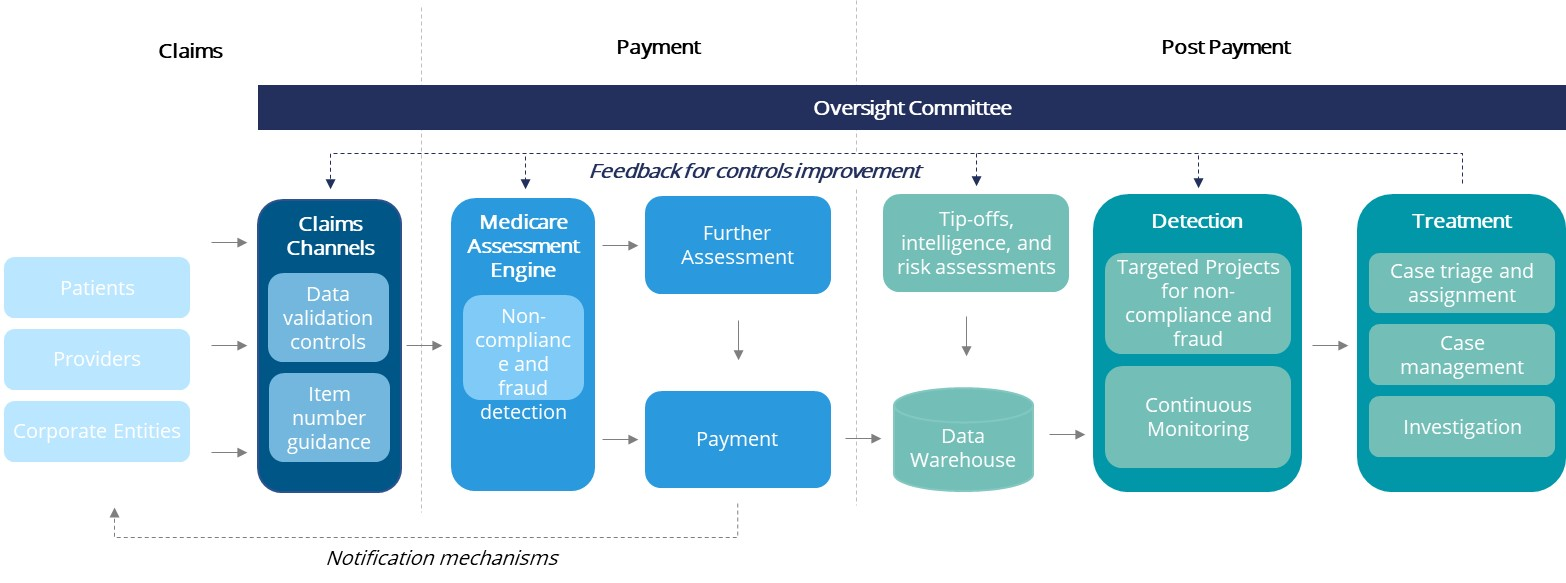 Claims
Payment
Post Payment
Oversight Committee
Feedback for controls improvement
Patients
Providers
Corporate Entities
Claims
Channels
Data
validation
controls
Item
number
guidance
Medicare
Assessment
Engine
Non-
complianc
e and
fraud
detection
Further
Assessment
Payment
Tip-offs,
intelligence, and
risk assessments
Data
Warehouse
Detection
Targeted Projects
for non-
compliance and
fraud
Continuous
Monitoring
Treatment
Case triage and
assignment
Case
management
Investigation
Notification mechanisms